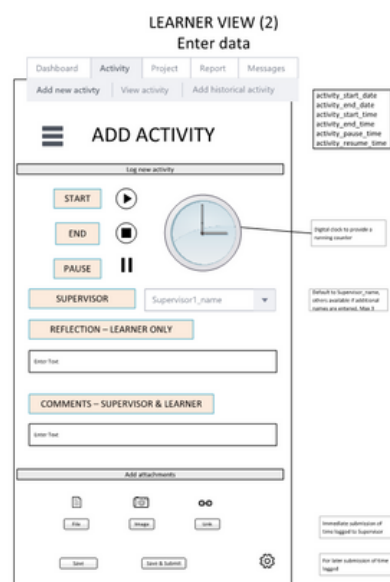 LEARNER VIEW (2)
Enter data
Dashboard Activity Project Report Messages
Add new activty View activity Add historical activity
ADD ACTIVITY
Log new activity
START
END
PAUSE
SUPERVISOR Supervisor1_name
REFLECTION – LEARNER ONLY
Enter Text
COMMENTS – SUPERVISOR & LEARNER
Enter Text
Add attachments
File Image Link
Save Save & Submit
activity_start_date
activity_end_date
activity_start_time
activity_end_time
activity_pause_time
activity_resume_time
Digital clock to provide a
running counter
Default to Supervisor_name,
others available if additional
names are entered. Max 3
Immediate submission of
time logged to Supervisor
For later submission of time
logged